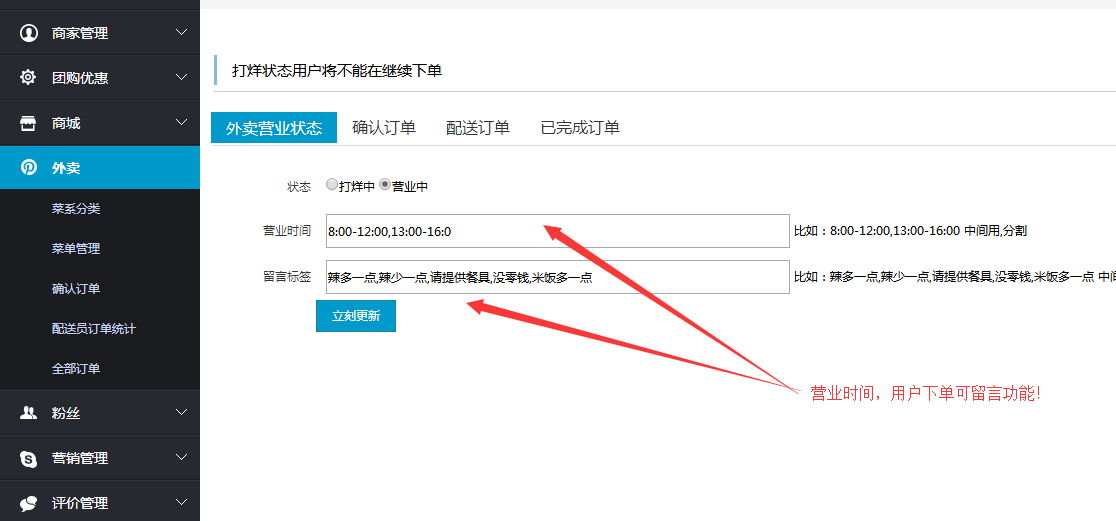 商家管理
团购优惠
商城
外卖
菜系分类
菜单管理
确认订单
配送员订单统计
全部订单
粉丝
营销管理
评价管理
打烊状态用户将不能在继续下单
外卖营业状态 确认订单 配送订单 已完成订单
状态 打烊中 营业中
营业时间 8:00-12:00,13:00-16:0 比如：8:00-12:00,13:00-16:00 中间用,分割
留言标签 辣多一点,辣少一点,请提供餐具,没零钱,米饭多一点 比如：辣多一点,辣少一点,请提供餐具,没零钱,米饭多一点 中间
立刻更新
营业时间，用户下单可留言功能！